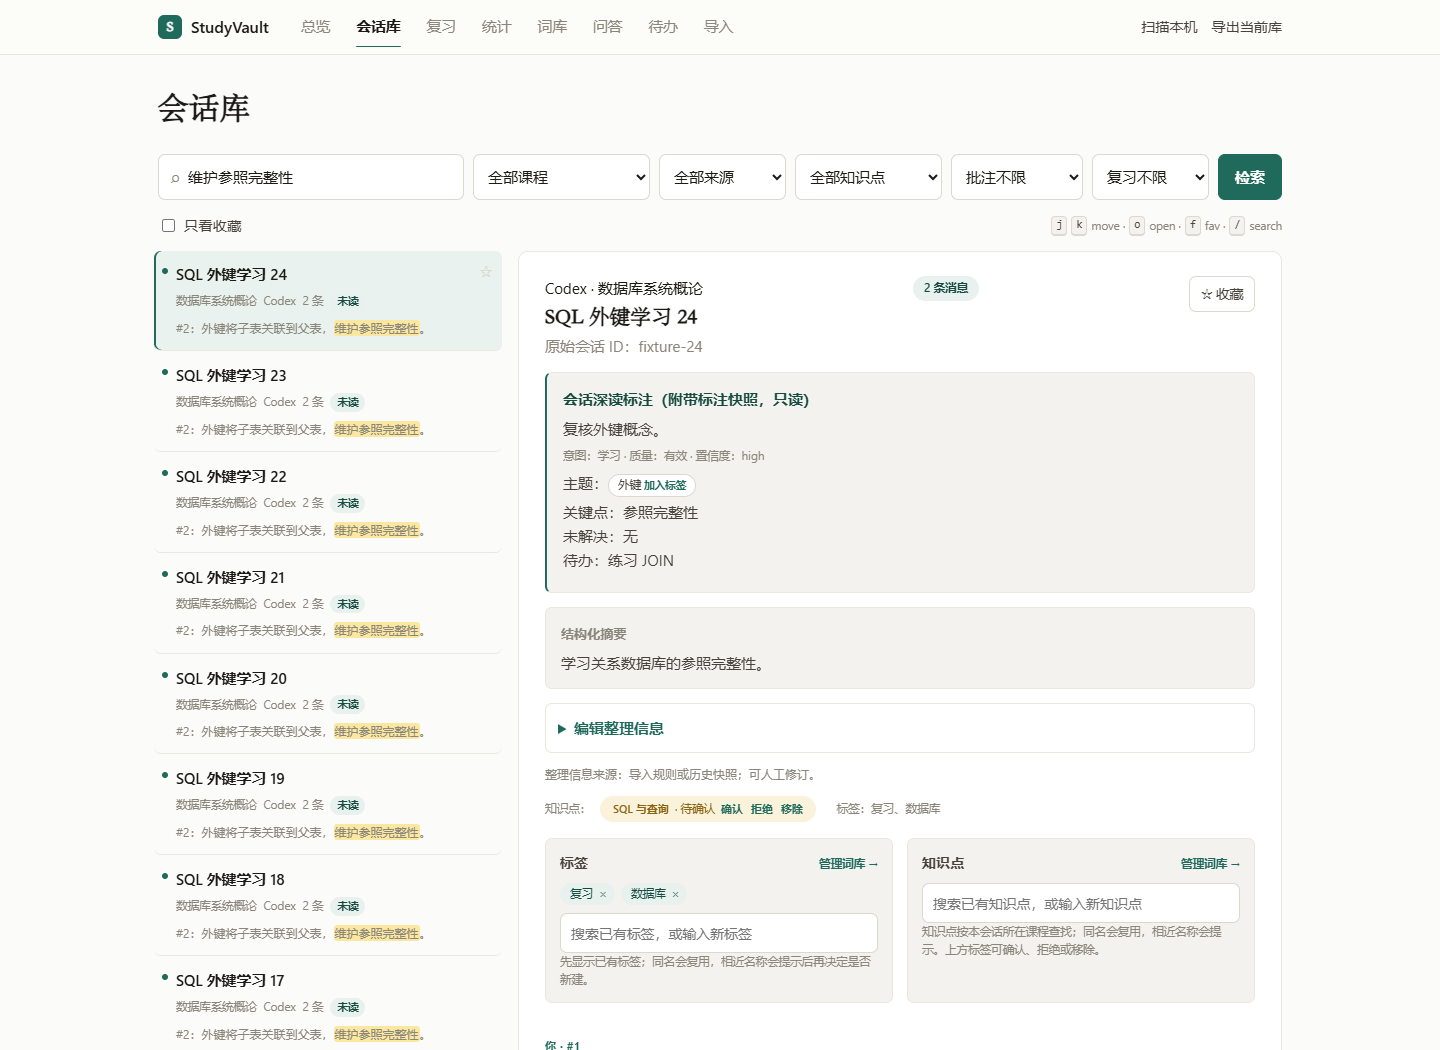 S StudyVault 总览 会话库 复习 统计 词库 问答 待办 导入 扫描本机 导出当前库
会话库
维护参照完整性 全部课程 全部来源 全部知识点 批注不限 复习不限 检索
只看收藏 j k move · o open · f fav · / search
SQL 外键学习 24 ☆
数据库系统概论 Codex 2 条 未读
#2：外键将子表关联到父表，维护参照完整性。
SQL 外键学习 23
数据库系统概论 Codex 2 条 未读
#2：外键将子表关联到父表，维护参照完整性。
SQL 外键学习 22
数据库系统概论 Codex 2 条 未读
#2：外键将子表关联到父表，维护参照完整性。
SQL 外键学习 21
数据库系统概论 Codex 2 条 未读
#2：外键将子表关联到父表，维护参照完整性。
SQL 外键学习 20
数据库系统概论 Codex 2 条 未读
#2：外键将子表关联到父表，维护参照完整性。
SQL 外键学习 19
数据库系统概论 Codex 2 条 未读
#2：外键将子表关联到父表，维护参照完整性。
SQL 外键学习 18
数据库系统概论 Codex 2 条 未读
#2：外键将子表关联到父表，维护参照完整性。
SQL 外键学习 17
数据库系统概论 Codex 2 条 未读
#2：外键将子表关联到父表，维护参照完整性。
Codex · 数据库系统概论 2 条消息 ☆ 收藏
SQL 外键学习 24
原始会话 ID：fixture-24
会话深读标注（附带标注快照，只读）
复核外键概念。
意图：学习 · 质量：有效 · 置信度：high
主题： 外键 加入标签
关键点：参照完整性
未解决：无
待办：练习 JOIN
结构化摘要
学习关系数据库的参照完整性。
▶ 编辑整理信息
整理信息来源：导入规则或历史快照；可人工修订。
知识点： SQL 与查询 · 待确认 确认 拒绝 移除 标签：复习、数据库
标签 管理词库 →
复习 × 数据库 ×
搜索已有标签，或输入新标签
先显示已有标签；同名会复用，相近名称会提示后再决定是否
新建。
知识点 管理词库 →
搜索已有知识点，或输入新知识点
知识点按本会话所在课程查找；同名会复用，相近名称会提
示。上方标签可确认、拒绝或移除。
你 · #1